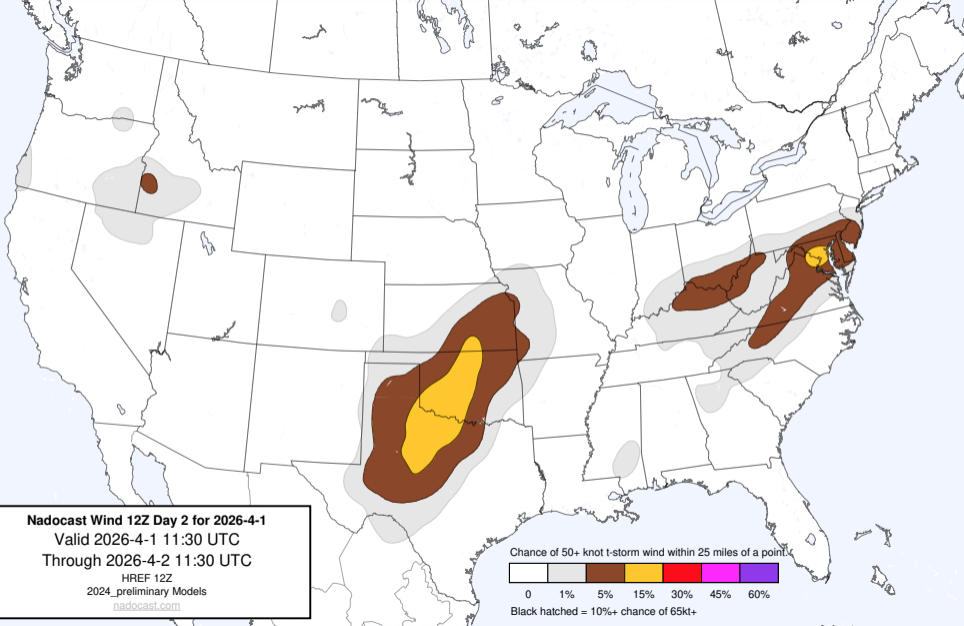 Nadocast Wind 12Z Day 2 for 2026-4-1
Valid 2026-4-1 11:30 UTC
Through 2026-4-2 11:30 UTC
HREF 12Z
2024_preliminary Models
nadocast.com
Chance of 50+ knot t-storm wind within 25 miles of a point.
0 1% 5% 15% 30% 45% 60%
Black hatched = 10%+ chance of 65kt+